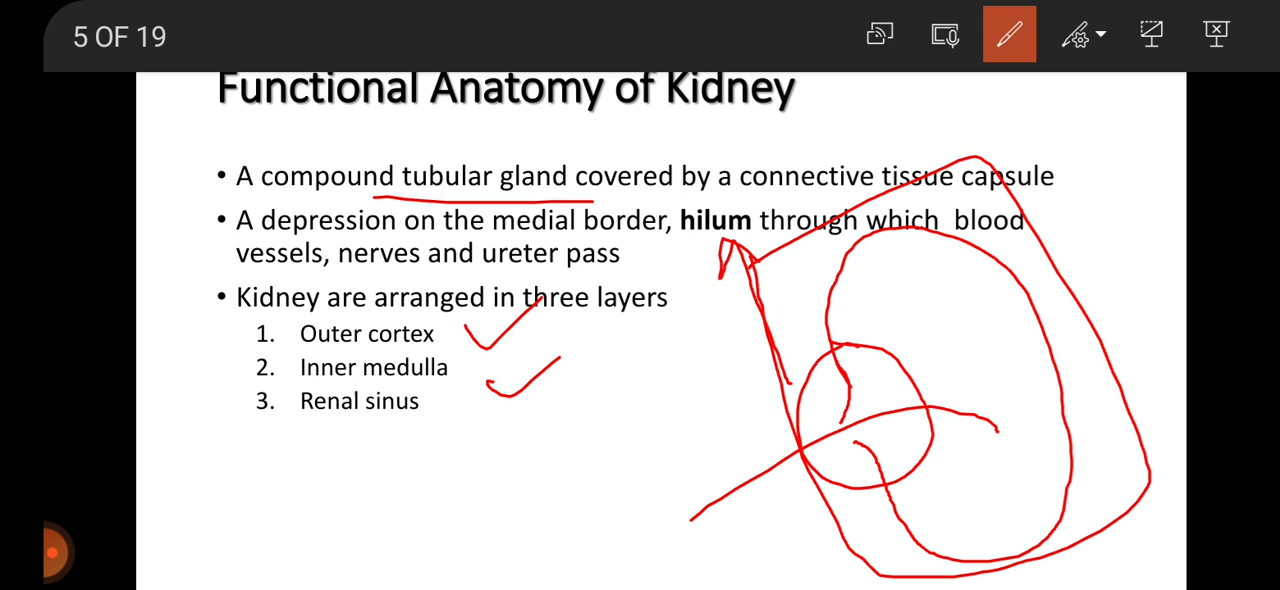 5 OF 19
Functional Anatomy of Kidney
• A compound tubular gland covered by a connective tissue capsule
• A depression on the medial border, hilum through which blood
vessels, nerves and ureter pass
• Kidney are arranged in three layers
1. Outer cortex
2. Inner medulla
3. Renal sinus